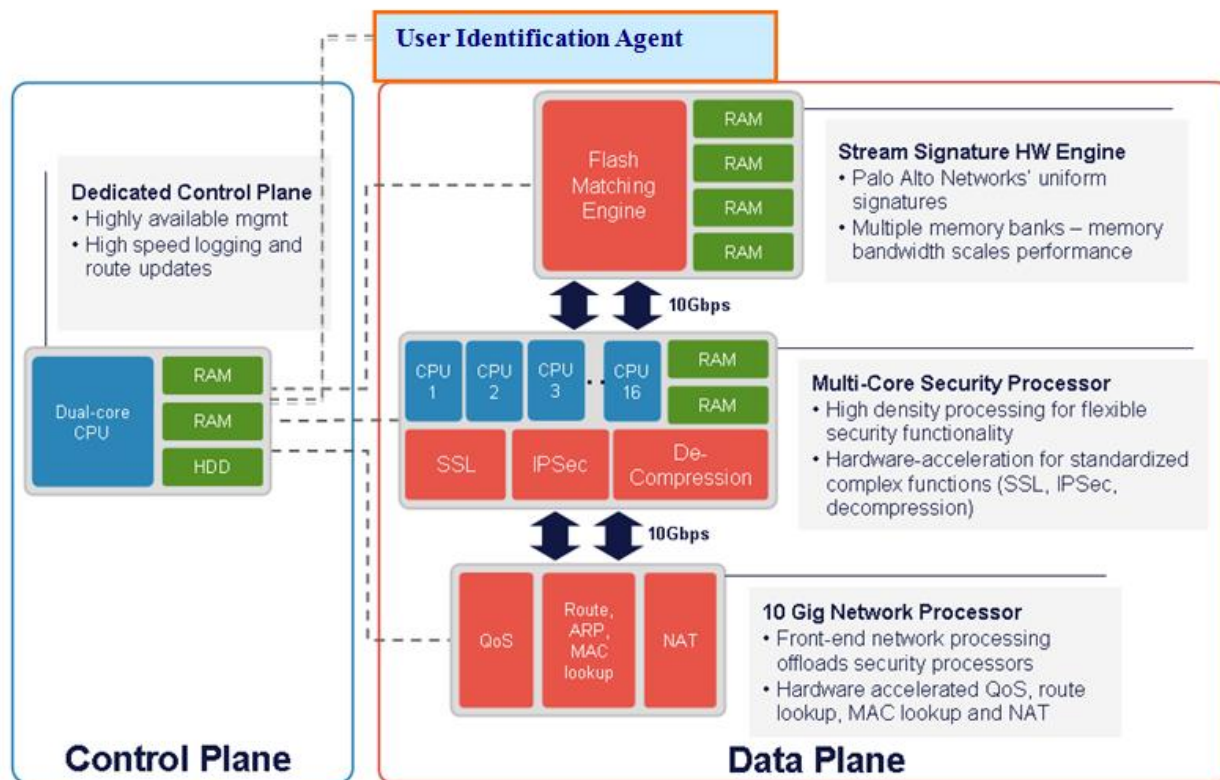 User Identification Agent
Dedicated Control Plane
• Highly available mgmt
• High speed logging and
route updates
Dual-core
CPU
RAM
RAM
HDD
Control Plane
Flash
Matching
Engine
RAM
RAM
RAM
RAM
Stream Signature HW Engine
• Palo Alto Networks' uniform
signatures
• Multiple memory banks – memory
bandwidth scales performance
10Gbps
CPU
1
CPU
2
CPU
3
..
CPU
16
RAM
RAM
SSL
IPSec
De-
Compression
Multi-Core Security Processor
• High density processing for flexible
security functionality
• Hardware-acceleration for standardized
complex functions (SSL, IPSec,
decompression)
10Gbps
QoS
Route,
ARP,
MAC
lookup
NAT
10 Gig Network Processor
• Front-end network processing
offloads security processors
• Hardware accelerated QoS, route
lookup, MAC lookup and NAT
Data Plane